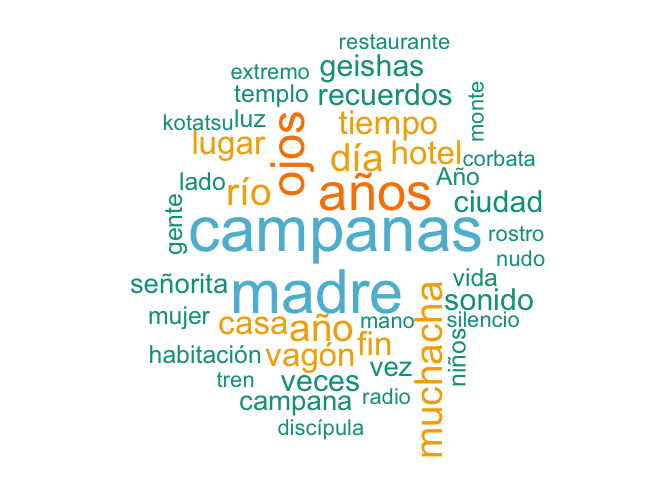 restaurante
extremo geishas
templo recuerdos
monte
kotatsu luz ojos tiempo
lugar día hotel corbata
lado río años Año
gente ciudad
campanas rostro
nudo
señorita madre vida
muchacha sonido
mujer casa año mano silencio
habitación vagón fin niños
tren veces vez
campana radio
discípula